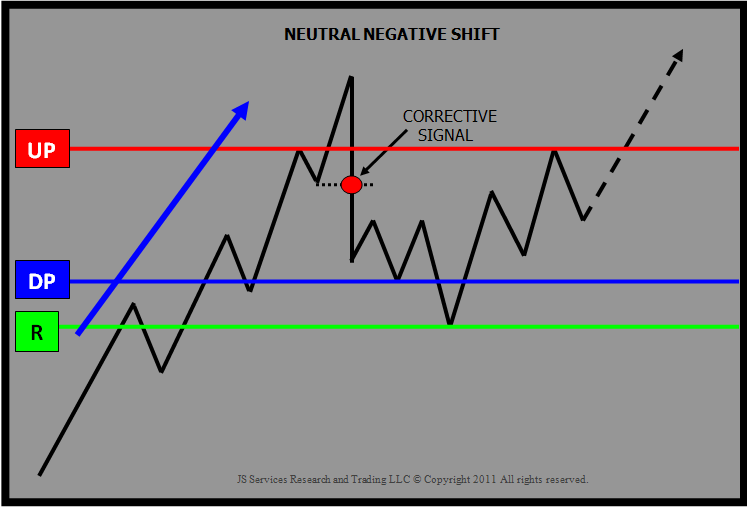 NEUTRAL NEGATIVE SHIFT
CORRECTIVE
SIGNAL
UP
DP
R
JS Services Research and Trading LLC © Copyright 2011 All rights reserved.